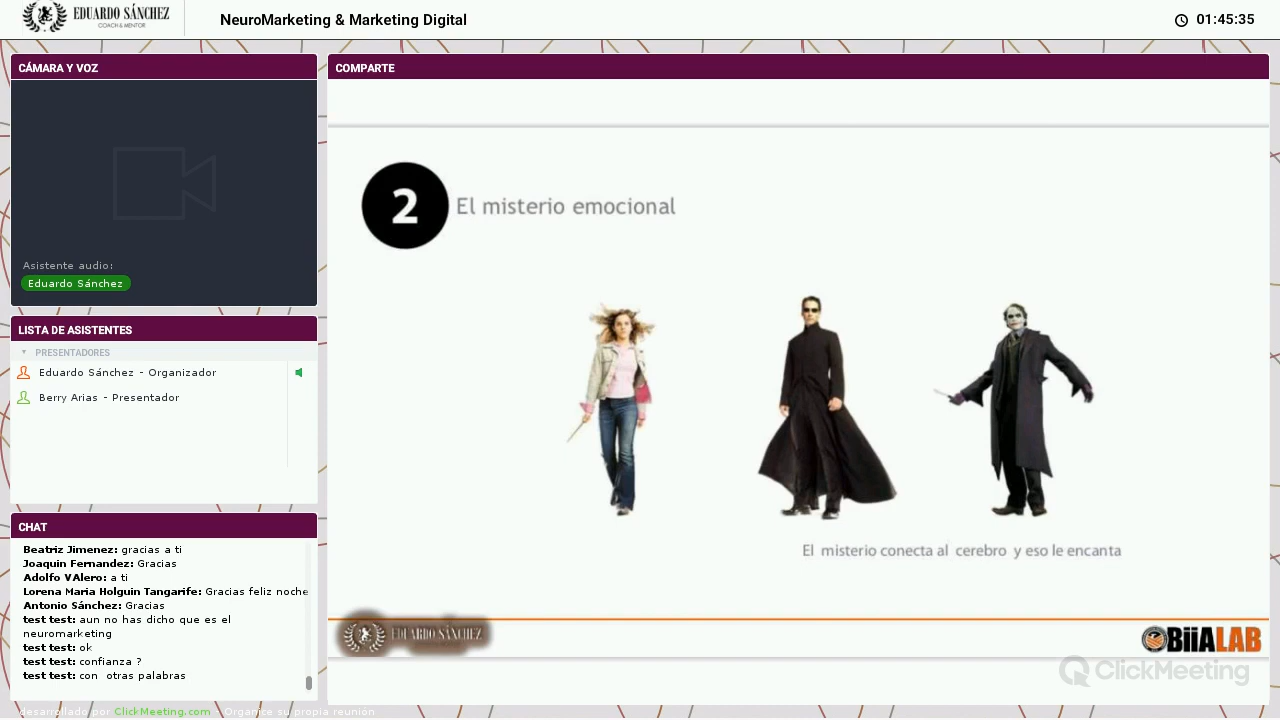 EDUARDO SÁNCHEZ
COACH & MENTOR
NeuroMarketing & Marketing Digital
01:45:35
CÁMARA Y VOZ
Asistente audio:
Eduardo Sánchez
LISTA DE ASISTENTES
PRESENTADORES
Eduardo Sánchez - Organizador
Berry Arias - Presentador
CHAT
Beatriz Jimenez: gracias a ti
Joaquin Fernandez: Gracias
Adolfo VAlero: a ti
Lorena Maria Holguin Tangarife: Gracias feliz noche
Antonio Sánchez: Gracias
test test: aun no has dicho que es el
neuromarketing
test test: ok
test test: confianza ?
test test: con otras palabras
desarrollado por ClickMeeting.com - Organice su propia reunión
COMPARTE
2
El misterio emocional
El misterio conecta al cerebro y eso le encanta
EDUARDO SÁNCHEZ
BiiALAB
ClickMeeting